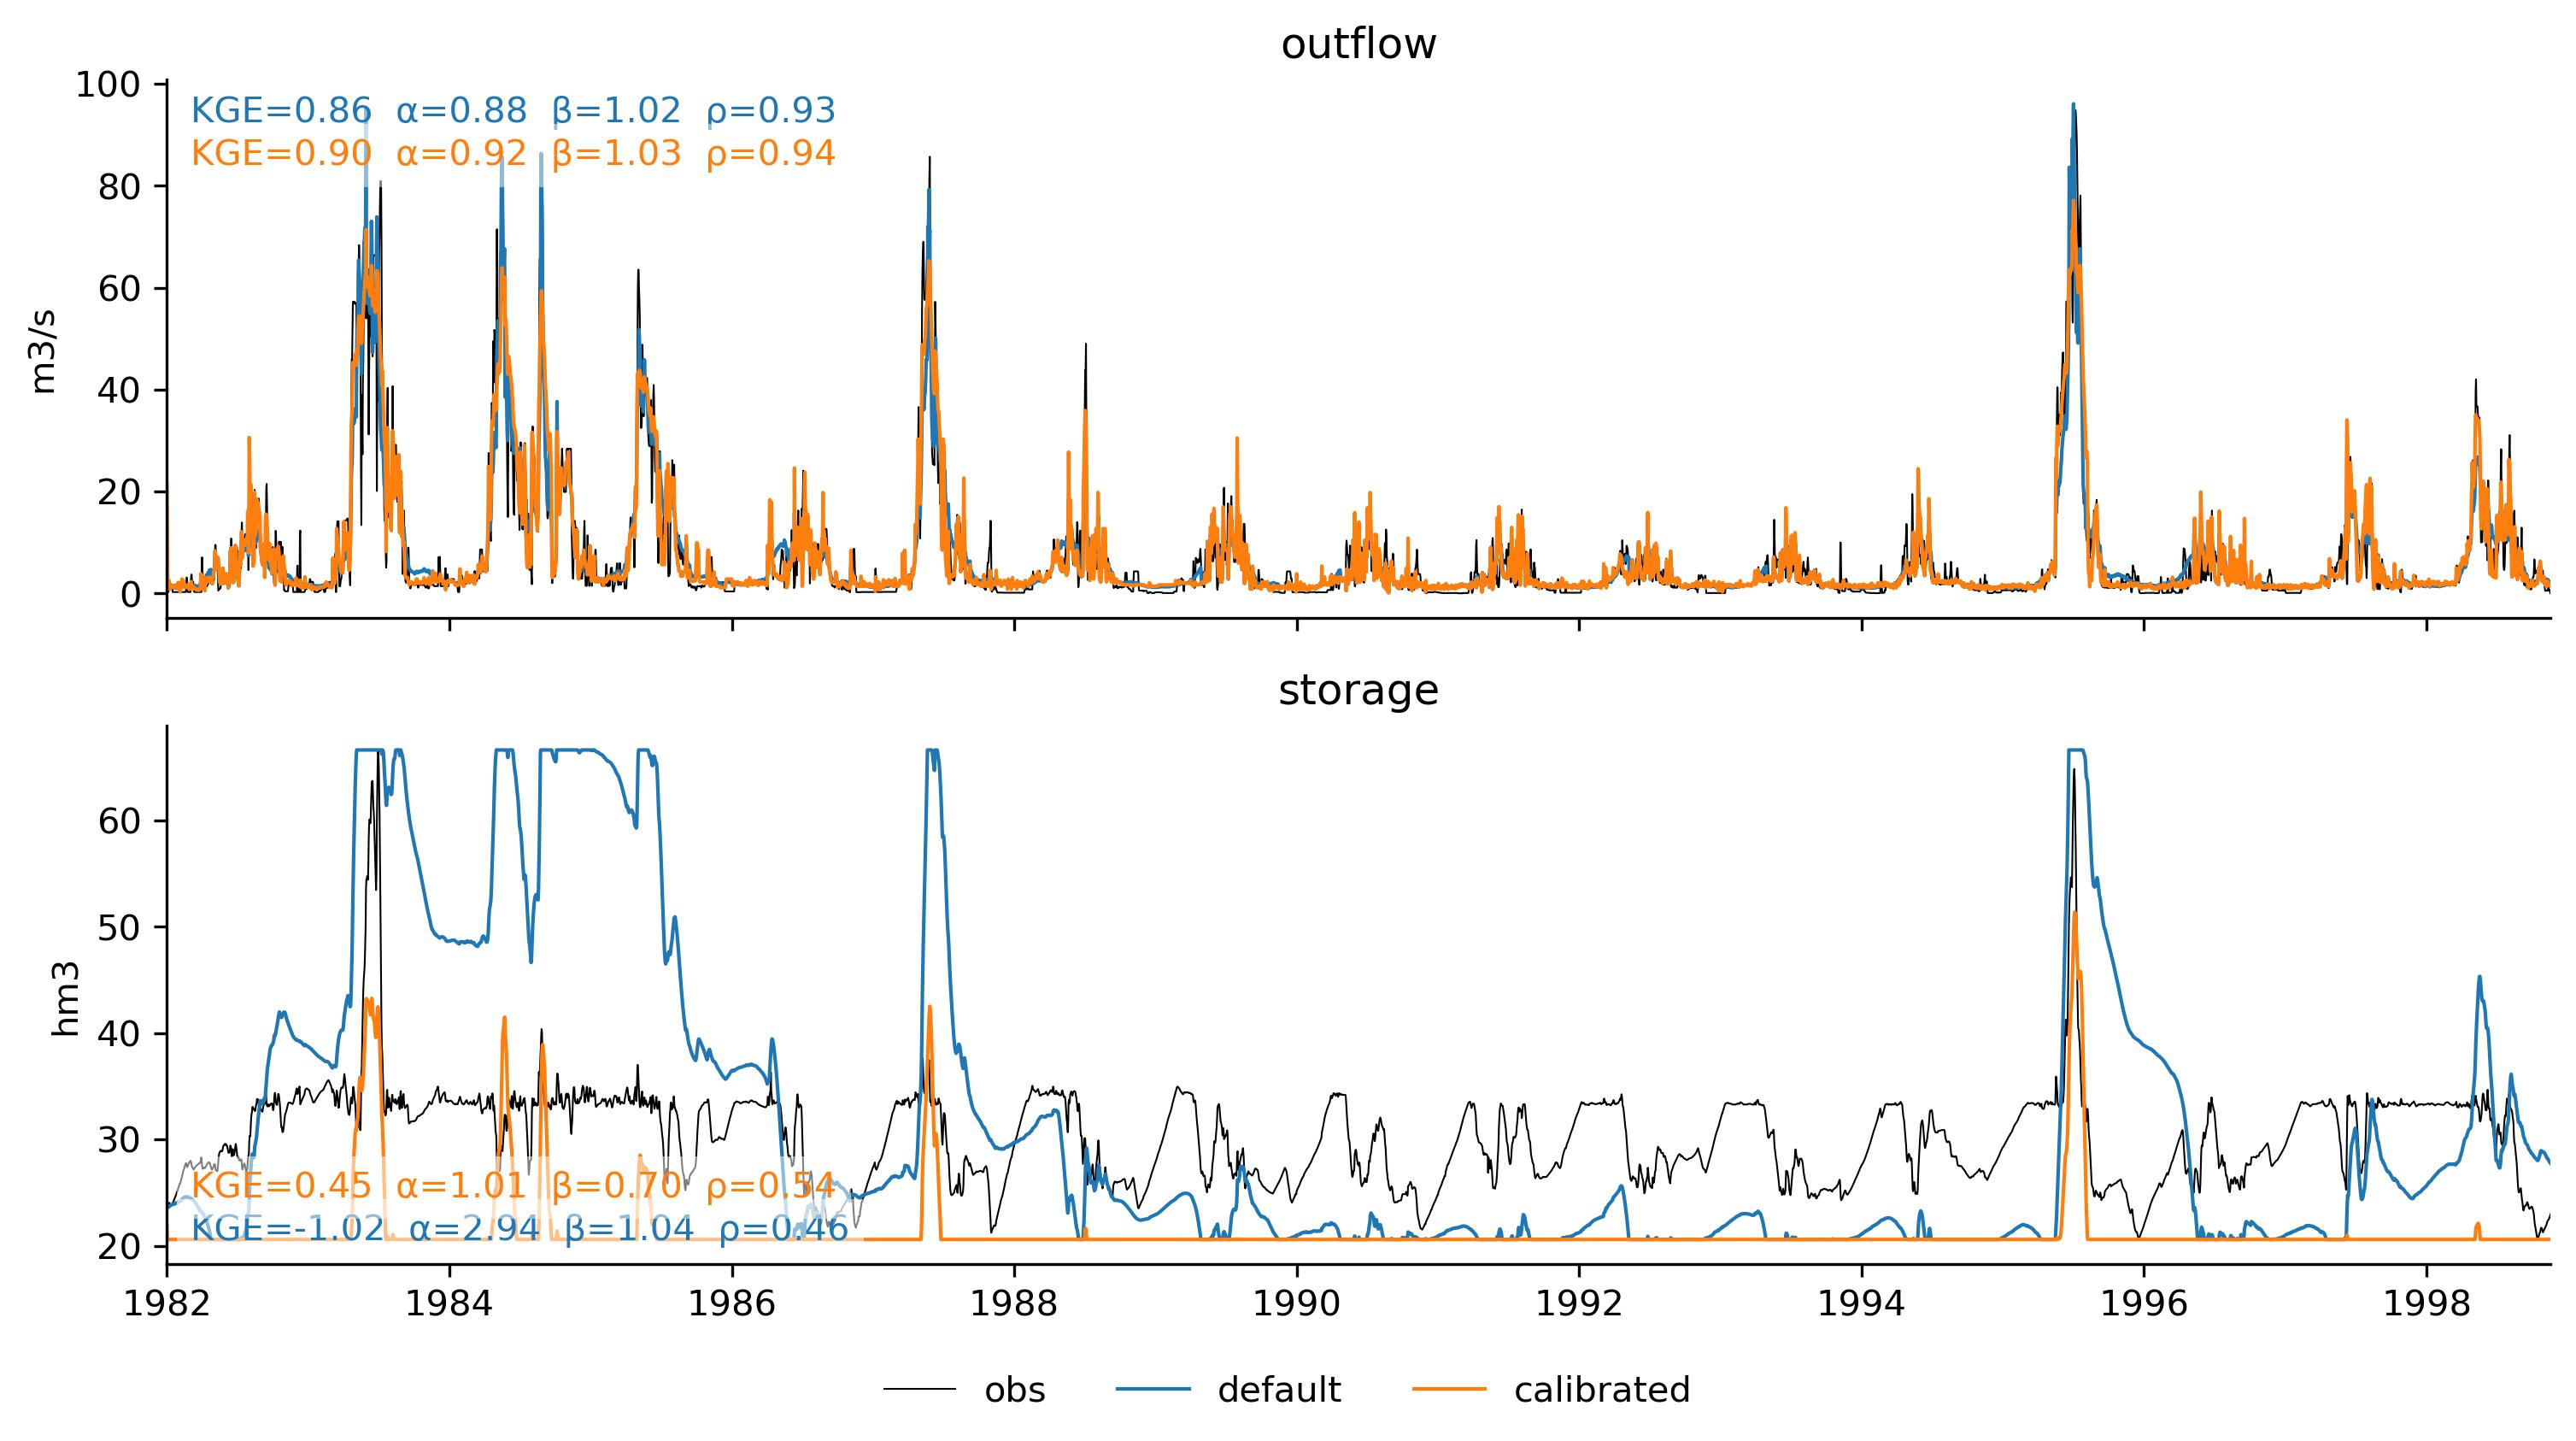 outflow
100
80
60
40
20
0
m3/s
KGE=0.86 α=0.88 β=1.02 ρ=0.93
KGE=0.90 α=0.92 β=1.03 ρ=0.94
storage
60
50
40
30
20
hm3
KGE=0.45 α=1.01 β=0.70 ρ=0.54
KGE=-1.02 α=2.94 β=1.04 ρ=0.46
1982 1984 1986 1988 1990 1992 1994 1996 1998
obs default calibrated